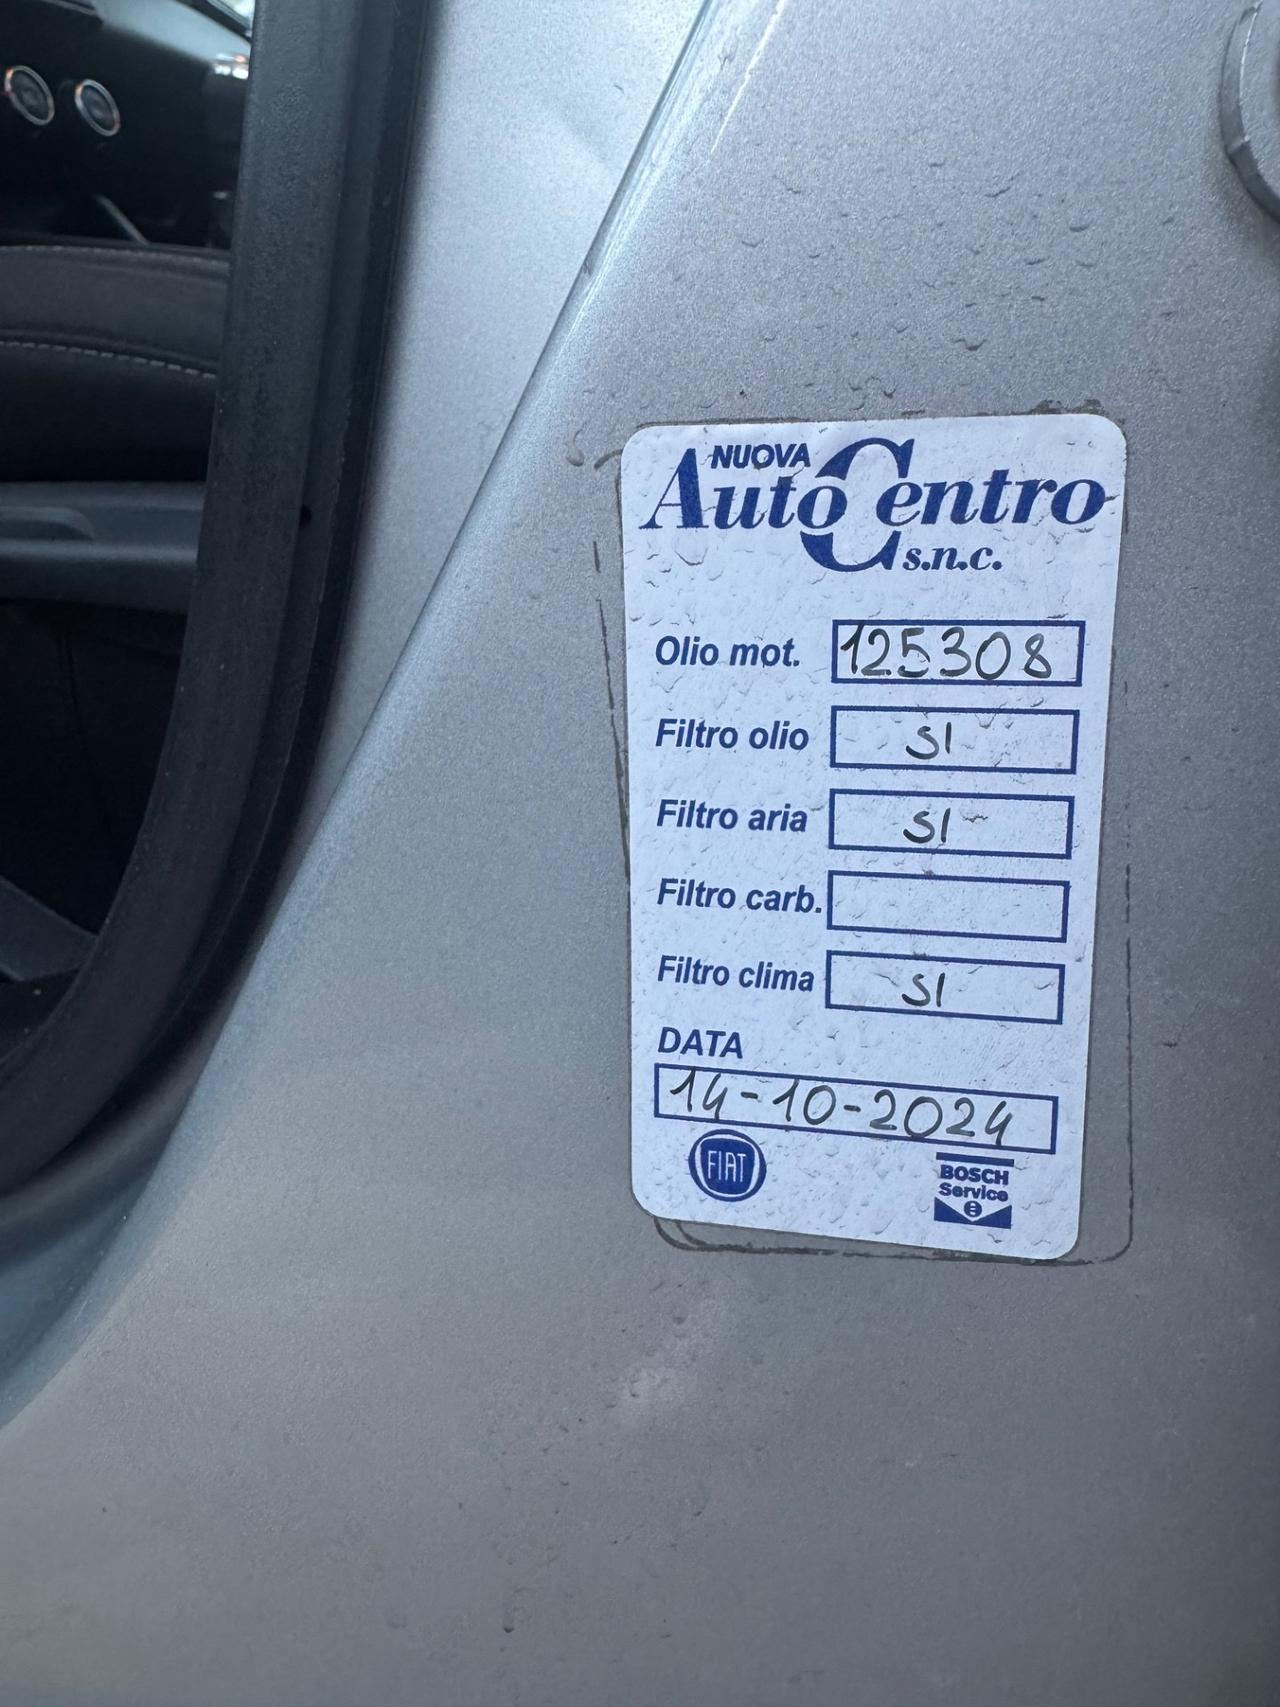 NUOVA
AutoCentro
s.n.c.
Olio mot. 125308
Filtro olio SI
Filtro aria SI
Filtro carb.
Filtro clima SI
DATA
14-10-2024
FIAT
BOSCH
Service